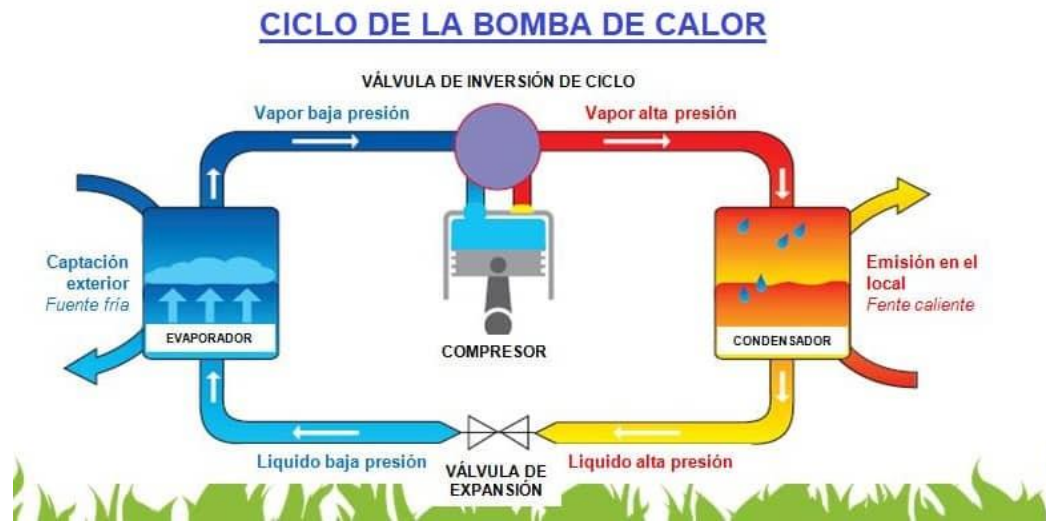 CICLO DE LA BOMBA DE CALOR
VÁLVULA DE INVERSIÓN DE CICLO
Vapor baja presión
Vapor alta presión
Captación
exterior
Fuente fría
EVAPORADOR
COMPRESOR
CONDENSADOR
Emisión en el
local
Fente caliente
Liquido baja presión
VÁLVULA DE
EXPANSIÓN
Liquido alta presión